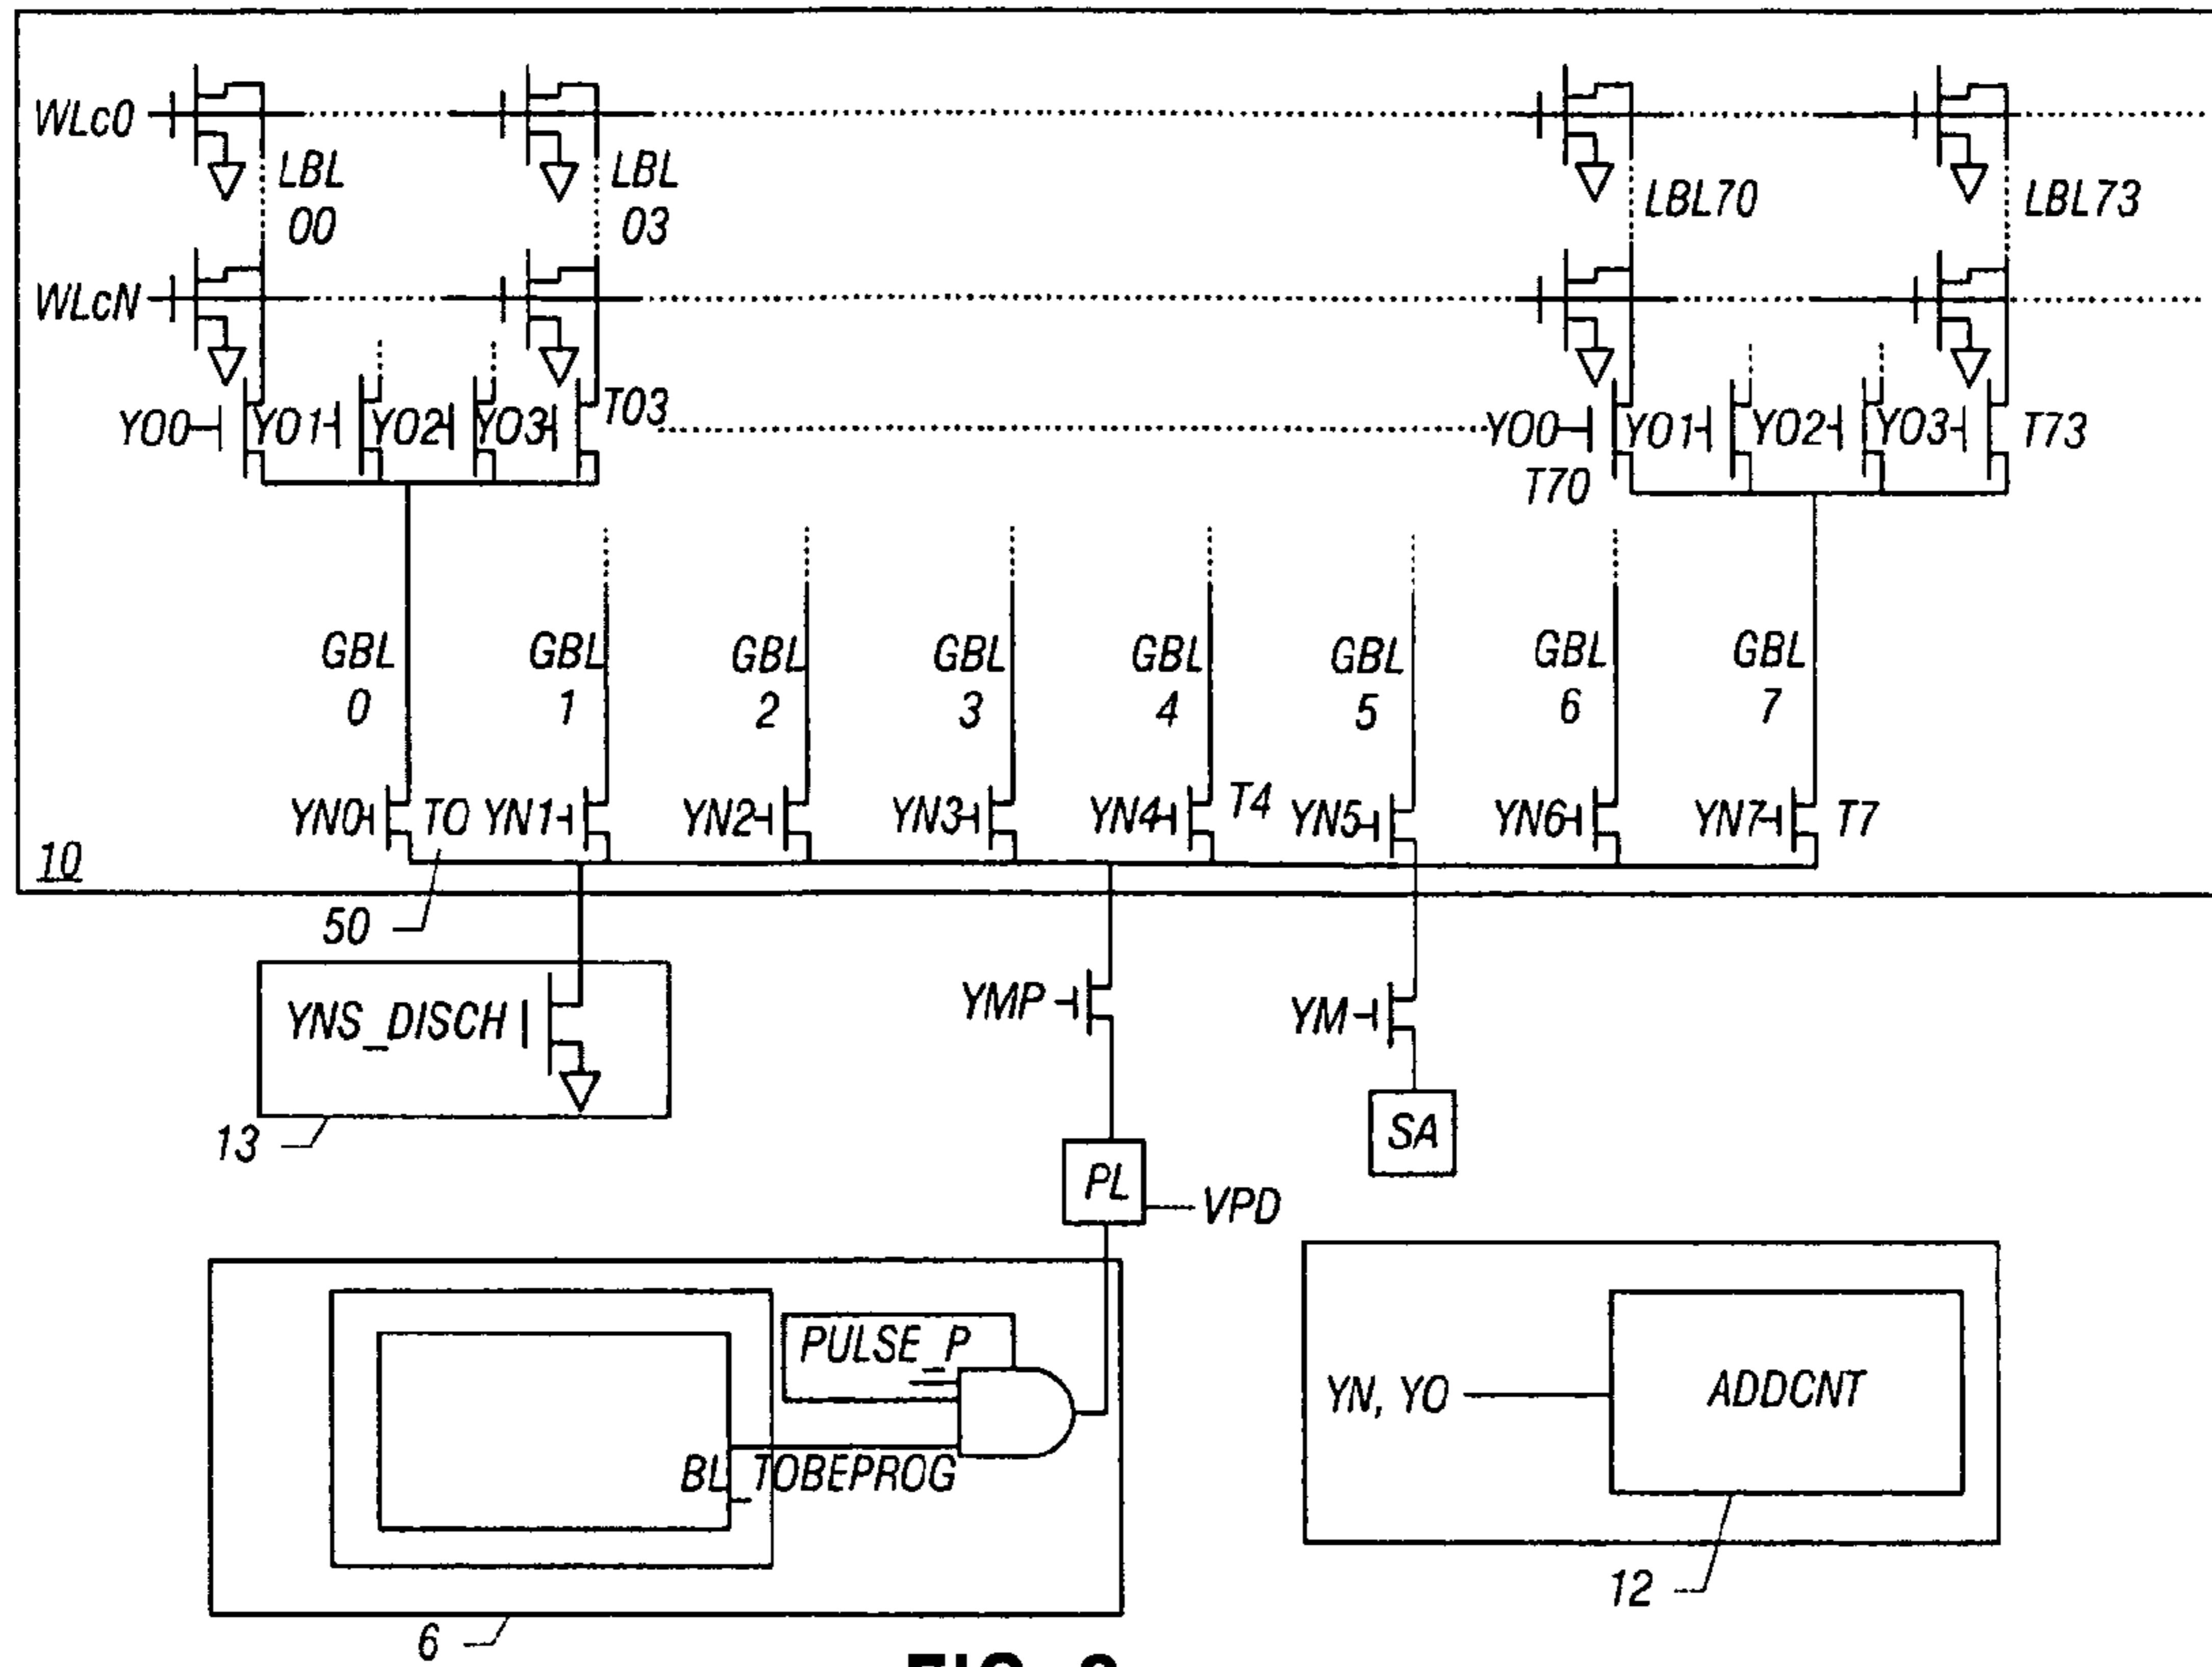 WLc0
LBL 00
LBL 03
LBL70
LBL73
WLcN
YO0 YO1 YO2 YO3 T03
YO0 YO1 YO2 YO3 T73
T70
GBL 0
GBL 1
GBL 2
GBL 3
GBL 4
GBL 5
GBL 6
GBL 7
YN0 TO YN1 YN2 YN3 YN4 T4 YN5 YN6 YN7 T7
10
50
YNS_DISCH
YMP
YM
13
SA
PL
VPD
PULSE_P
BL_TOBEPROG
YN, YO
ADDCNT
12
6